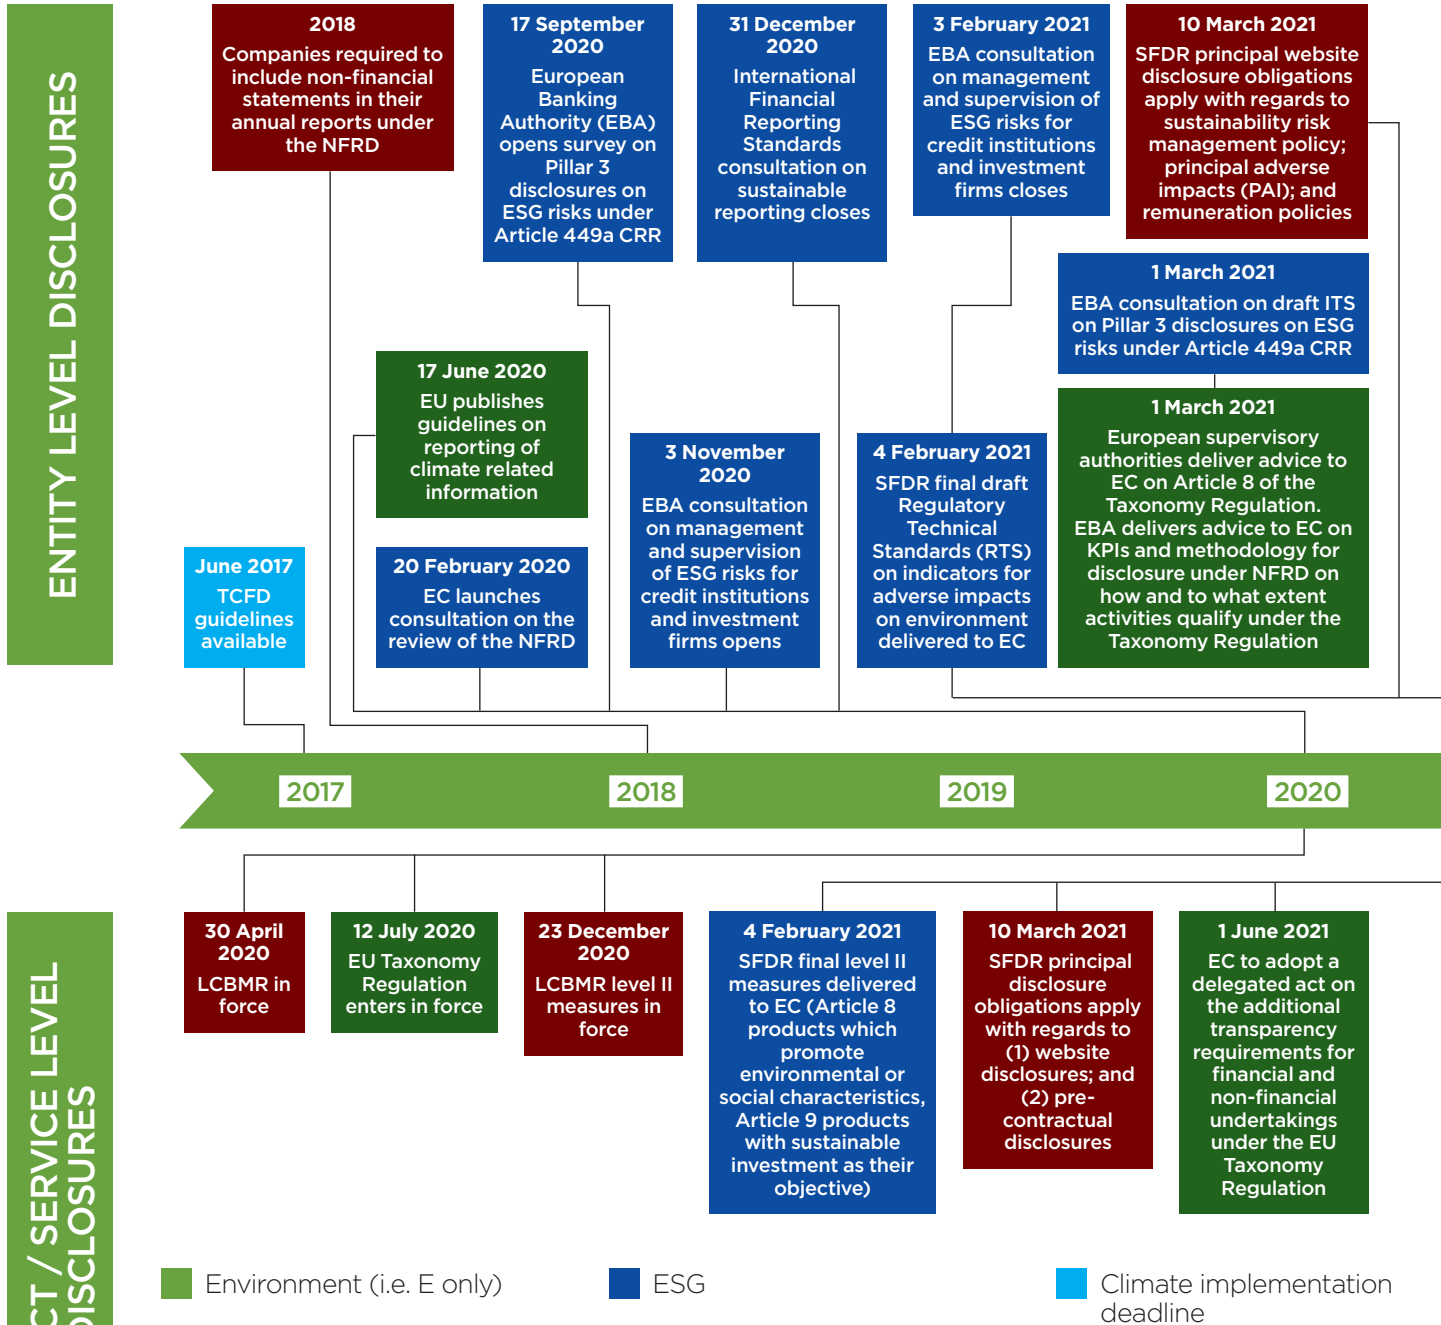 ENTITY LEVEL DISCLOSURES
2018
Companies required to
include non-financial
statements in their
annual reports under
the NFRD
17 September
2020
European
Banking
Authority (EBA)
opens survey on
Pillar 3
disclosures on
ESG risks under
Article 449a CRR
31 December
2020
International
Financial
Reporting
Standards
consultation on
sustainable
reporting closes
3 February 2021
EBA consultation
on management
and supervision of
ESG risks for
credit institutions
and investment
firms closes
10 March 2021
SFDR principal website
disclosure obligations
apply with regards to
sustainability risk
management policy;
principal adverse
impacts (PAI); and
remuneration policies
1 March 2021
EBA consultation on draft ITS
on Pillar 3 disclosures on ESG
risks under Article 449a CRR
17 June 2020
EU publishes
guidelines on
reporting of
climate related
information
3 November
2020
EBA consultation
on management
and supervision
of ESG risks for
credit institutions
and investment
firms opens
4 February 2021
SFDR final draft
Regulatory
Technical
Standards (RTS)
on indicators for
adverse impacts
on environment
delivered to EC
1 March 2021
European supervisory
authorities deliver advice to
EC on Article 8 of the
Taxonomy Regulation.
EBA delivers advice to EC on
KPIs and methodology for
disclosure under NFRD on
how and to what extent
activities qualify under the
Taxonomy Regulation
June 2017
TCFD
guidelines
available
20 February 2020
EC launches
consultation on the
review of the NFRD
2017
2018
2019
2020
CT / SERVICE LEVEL
DISCLOSURES
30 April
2020
LCBMR in
force
12 July 2020
EU Taxonomy
Regulation
enters in force
23 December
2020
LCBMR level II
measures in
force
4 February 2021
SFDR final level II
measures delivered
to EC (Article 8
products which
promote
environmental or
social characteristics,
Article 9 products
with sustainable
investment as their
objective)
10 March 2021
SFDR principal
disclosure
obligations apply
with regards to
(1) website
disclosures; and
(2) pre-
contractual
disclosures
1 June 2021
EC to adopt a
delegated act on
the additional
transparency
requirements for
financial and
non-financial
undertakings
under the EU
Taxonomy
Regulation
Environment (i.e. E only)
ESG
Climate implementation
deadline